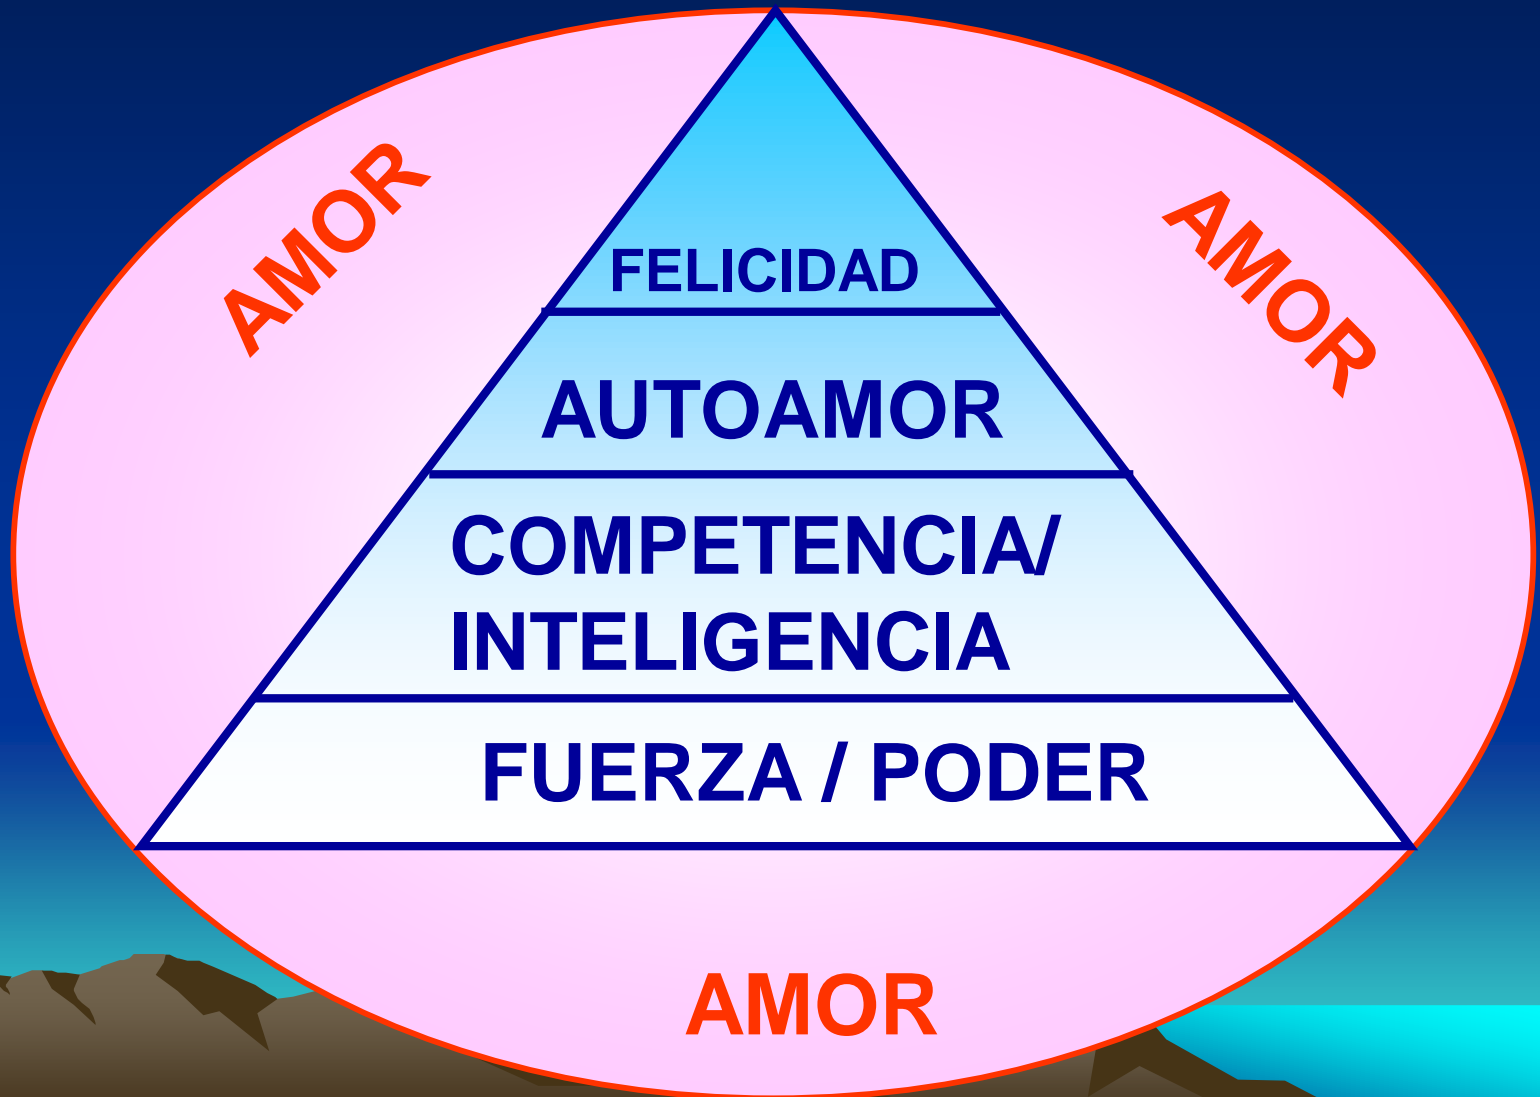 AMOR
AMOR
FELICIDAD
AUTOAMOR
COMPETENCIA/
INTELIGENCIA
FUERZA / PODER
AMOR